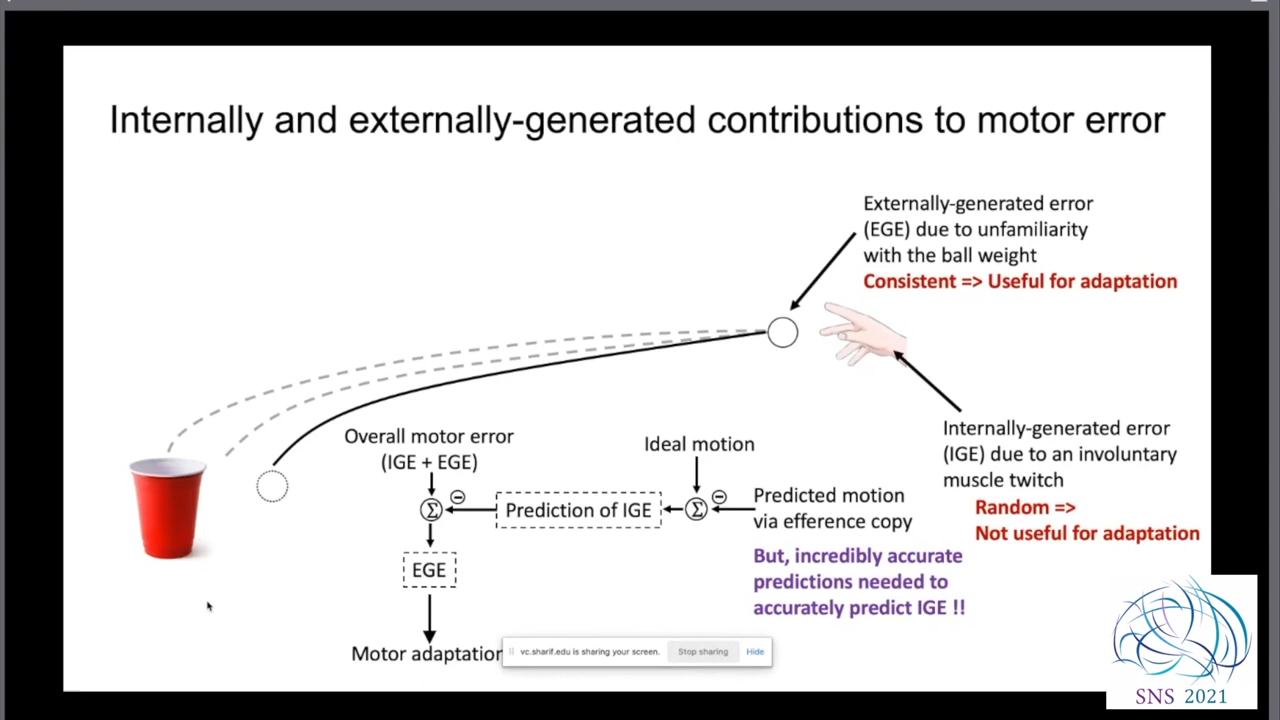 Internally and externally-generated contributions to motor error
Externally-generated error
(EGE) due to unfamiliarity
with the ball weight
Consistent => Useful for adaptation
Internally-generated error
(IGE) due to an involuntary
muscle twitch
Random =>
Not useful for adaptation
Overall motor error
(IGE + EGE)
Ideal motion
Σ
Prediction of IGE
Σ
Predicted motion
via efference copy
But, incredibly accurate
predictions needed to
accurately predict IGE !!
EGE
Motor adaptation
vc.sharif.edu is sharing your screen.
Stop sharing
Hide
SNS 2021